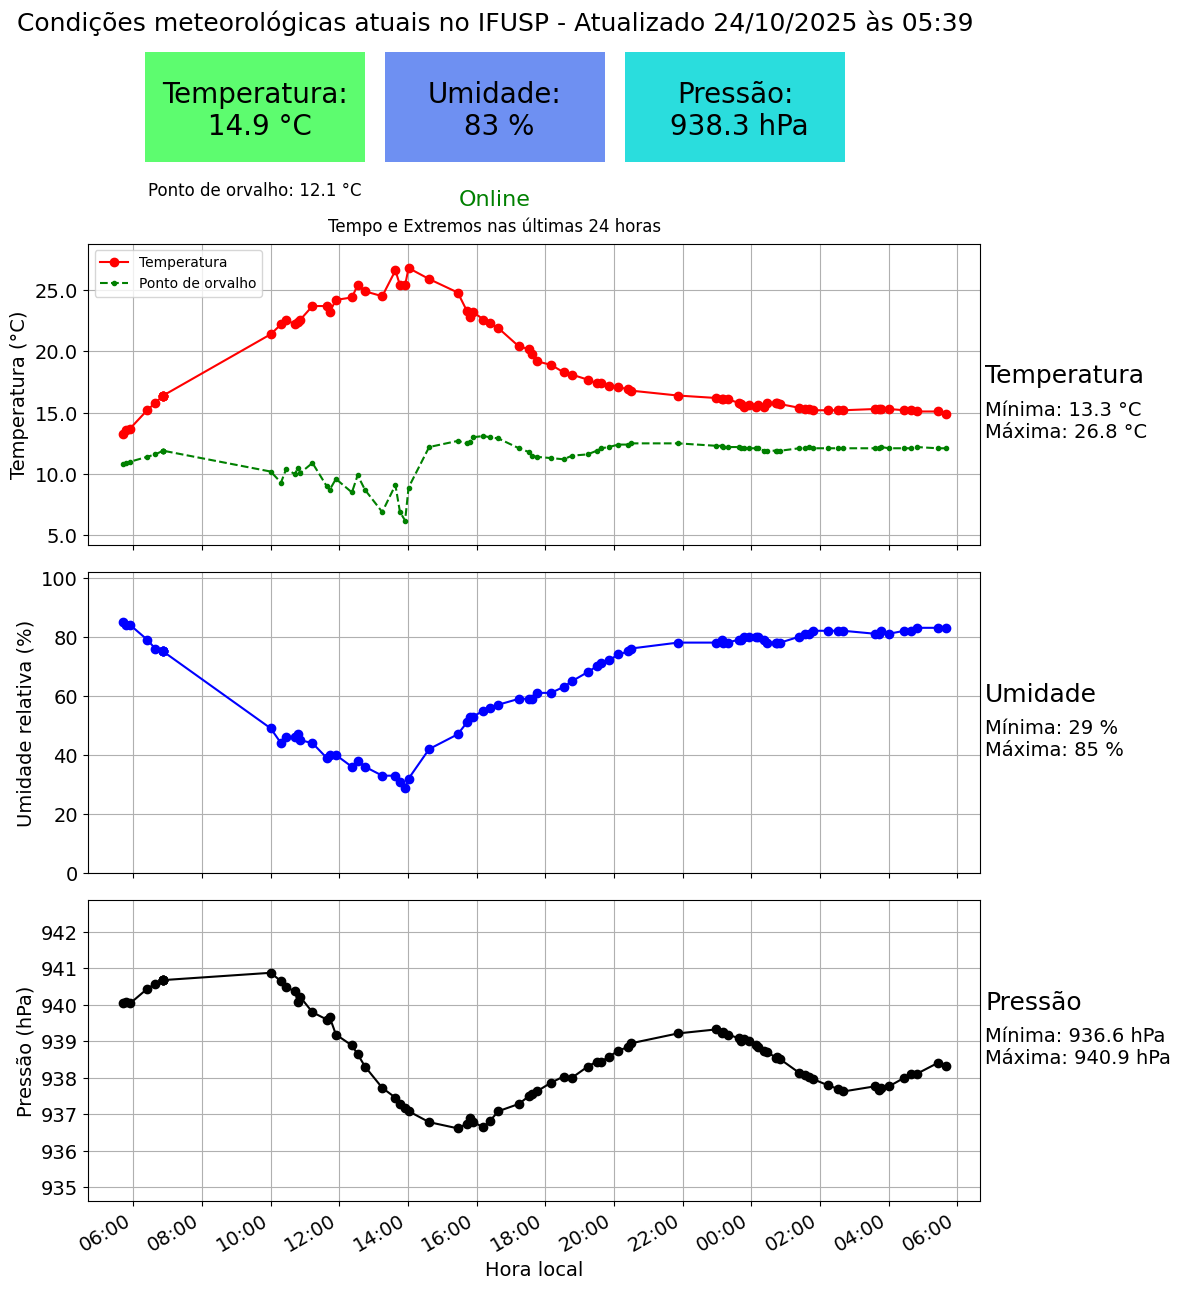 Condições meteorológicas atuais no IFUSP - Atualizado 24/10/2025 às 05:39
Temperatura:
14.9 °C
Umidade:
83 %
Pressão:
938.3 hPa
Ponto de orvalho: 12.1 °C
Online
Tempo e Extremos nas últimas 24 horas
Temperatura
Ponto de orvalho
Temperatura (°C)
25.0
20.0
15.0
10.0
5.0
Temperatura
Mínima: 13.3 °C
Máxima: 26.8 °C
Umidade relativa (%)
100
80
60
40
20
0
Umidade
Mínima: 29 %
Máxima: 85 %
Pressão (hPa)
942
941
940
939
938
937
936
935
Pressão
Mínima: 936.6 hPa
Máxima: 940.9 hPa
06:00 08:00 10:00 12:00 14:00 16:00 18:00 20:00 22:00 00:00 02:00 04:00 06:00
Hora local